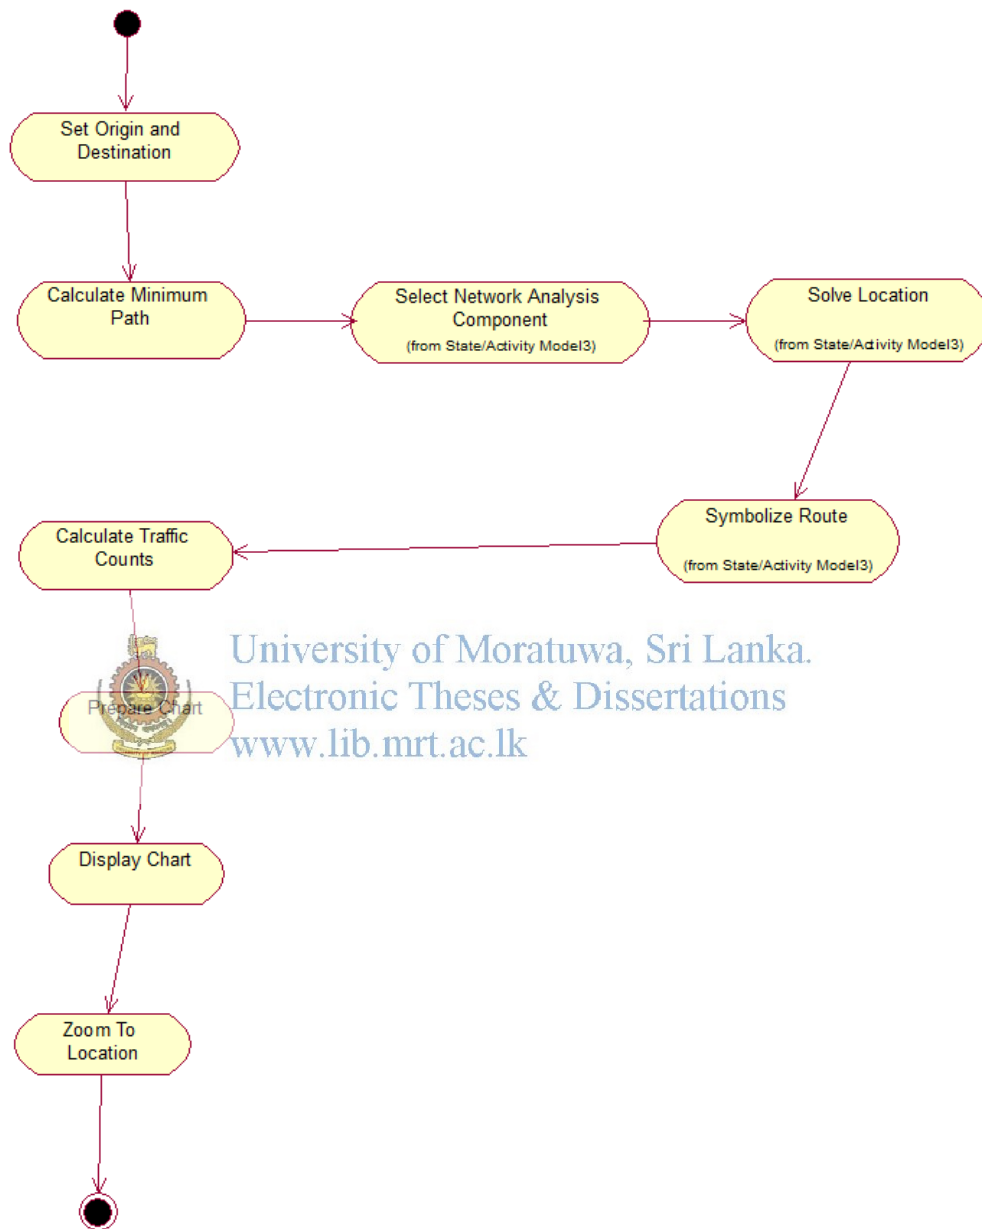 Set Origin and
Destination
Calculate Minimum
Path
Select Network Analysis
Component
(from State/Activity Model3)
Solve Location
(from State/Activity Model3)
Symbolize Route
(from State/Activity Model3)
Calculate Traffic
Counts
University of Moratuwa, Sri Lanka.
Electronic Theses & Dissertations
www.lib.mrt.ac.lk
Prepare Chart
Display Chart
Zoom To
Location